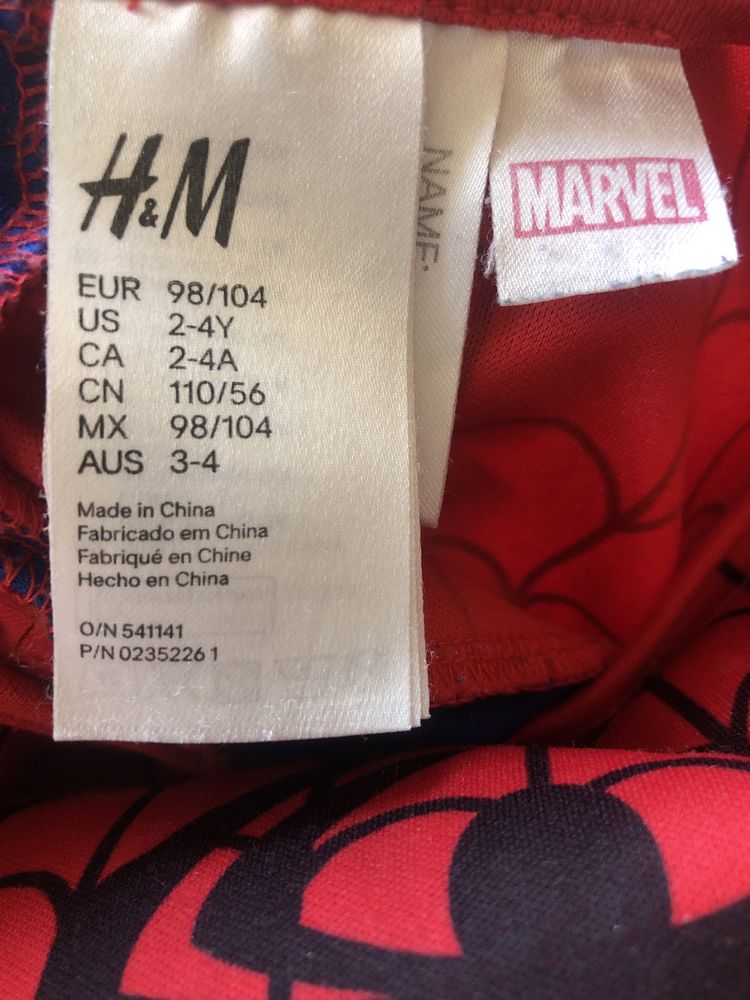 H&M
EUR 98/104
US 2-4Y
CA 2-4A
CN 110/56
MX 98/104
AUS 3-4
Made in China
Fabricado em China
Fabriqué en Chine
Hecho en China
O/N 541141
P/N 02352261
NAME.
MARVEL